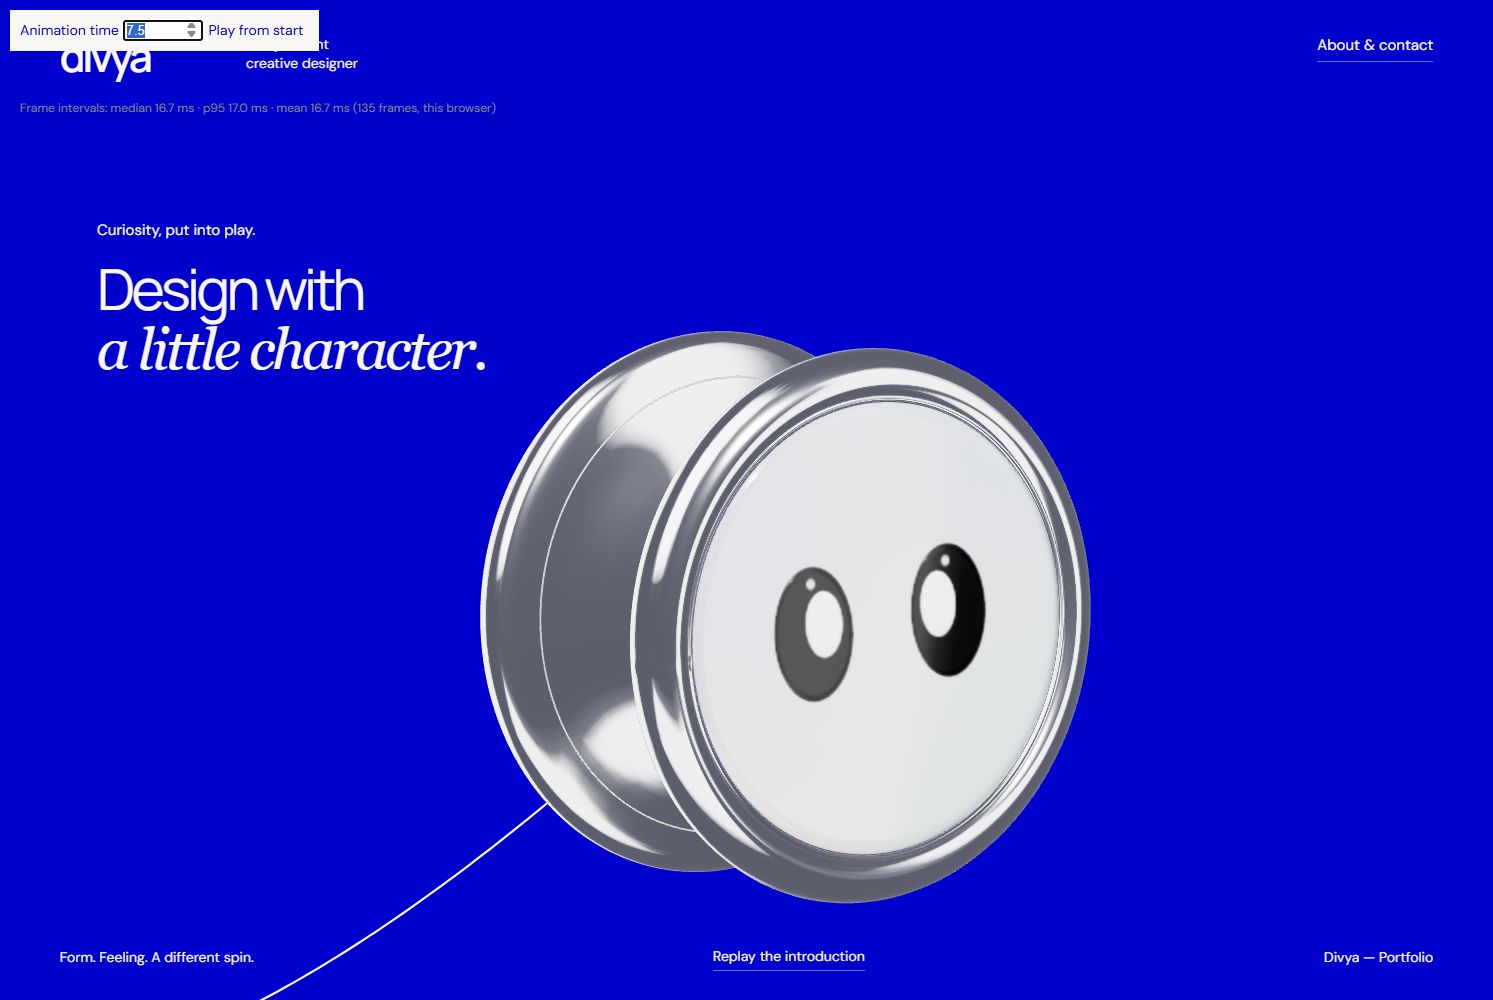 Animation time 7.5 Play from start
divya
creative designer
About & contact
Frame intervals: median 16.7 ms · p95 17.0 ms · mean 16.7 ms (135 frames, this browser)
Curiosity, put into play.
Design with
a little character.
Form. Feeling. A different spin.
Replay the introduction
Divya — Portfolio